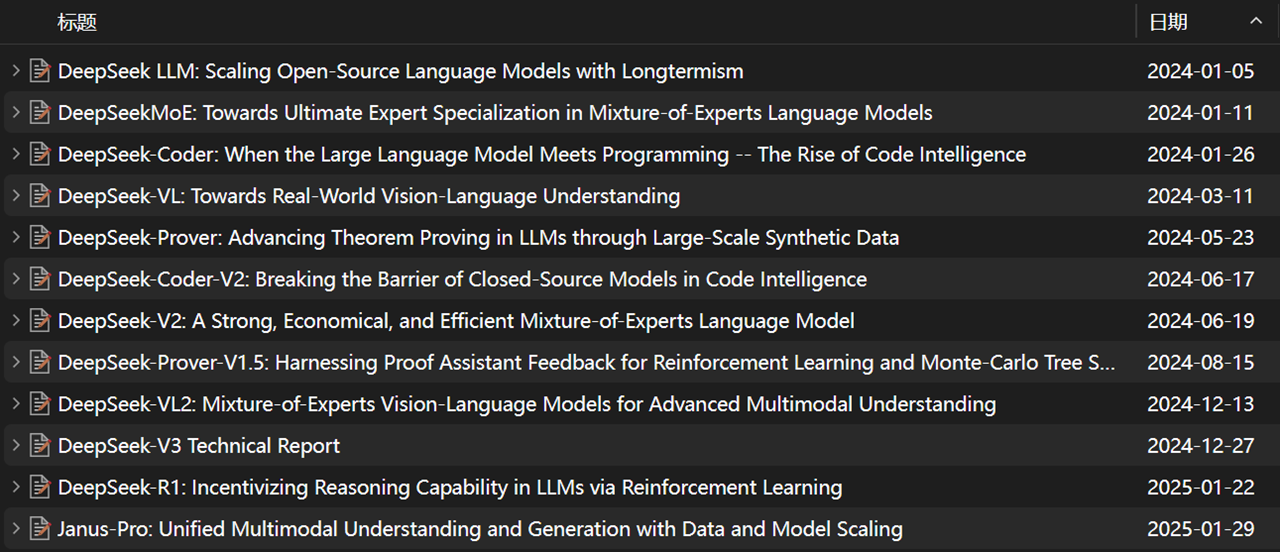 标题 日期
DeepSeek LLM: Scaling Open-Source Language Models with Longtermism 2024-01-05
DeepSeekMoE: Towards Ultimate Expert Specialization in Mixture-of-Experts Language Models 2024-01-11
DeepSeek-Coder: When the Large Language Model Meets Programming -- The Rise of Code Intelligence 2024-01-26
DeepSeek-VL: Towards Real-World Vision-Language Understanding 2024-03-11
DeepSeek-Prover: Advancing Theorem Proving in LLMs through Large-Scale Synthetic Data 2024-05-23
DeepSeek-Coder-V2: Breaking the Barrier of Closed-Source Models in Code Intelligence 2024-06-17
DeepSeek-V2: A Strong, Economical, and Efficient Mixture-of-Experts Language Model 2024-06-19
DeepSeek-Prover-V1.5: Harnessing Proof Assistant Feedback for Reinforcement Learning and Monte-Carlo Tree S... 2024-08-15
DeepSeek-VL2: Mixture-of-Experts Vision-Language Models for Advanced Multimodal Understanding 2024-12-13
DeepSeek-V3 Technical Report 2024-12-27
DeepSeek-R1: Incentivizing Reasoning Capability in LLMs via Reinforcement Learning 2025-01-22
Janus-Pro: Unified Multimodal Understanding and Generation with Data and Model Scaling 2025-01-29